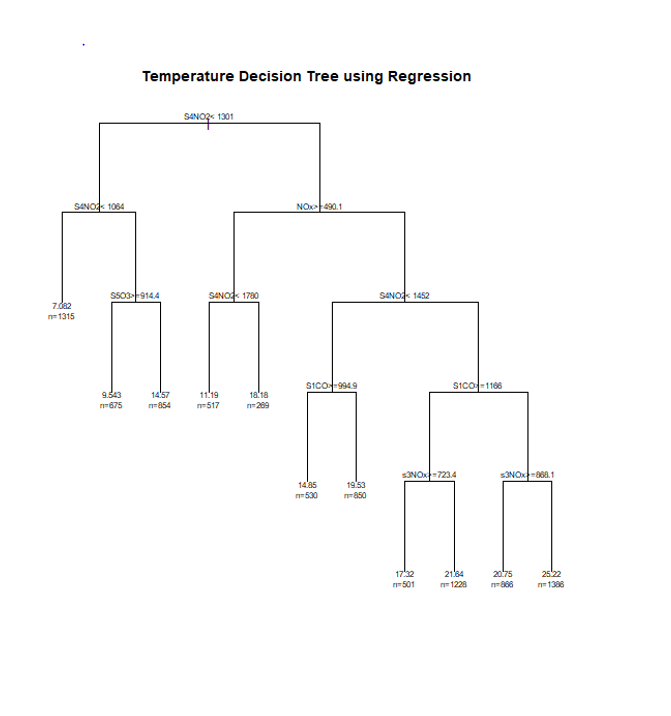 Temperature Decision Tree using Regression
S4NO2< 1301
S4NO2< 1064
NOx>=490.1
S5O3>=914.4
S4NO2< 1780
S4NO2< 1452
7.082
n=1315
S1CO>=994.9
S1CO>=1166
9.543
n=675
14.57
n=854
11.19
n=517
18.18
n=269
s3NOx>=723.4
s3NOx>=868.1
14.85
n=530
19.53
n=850
17.32
n=501
21.64
n=1228
20.75
n=866
25.22
n=1386